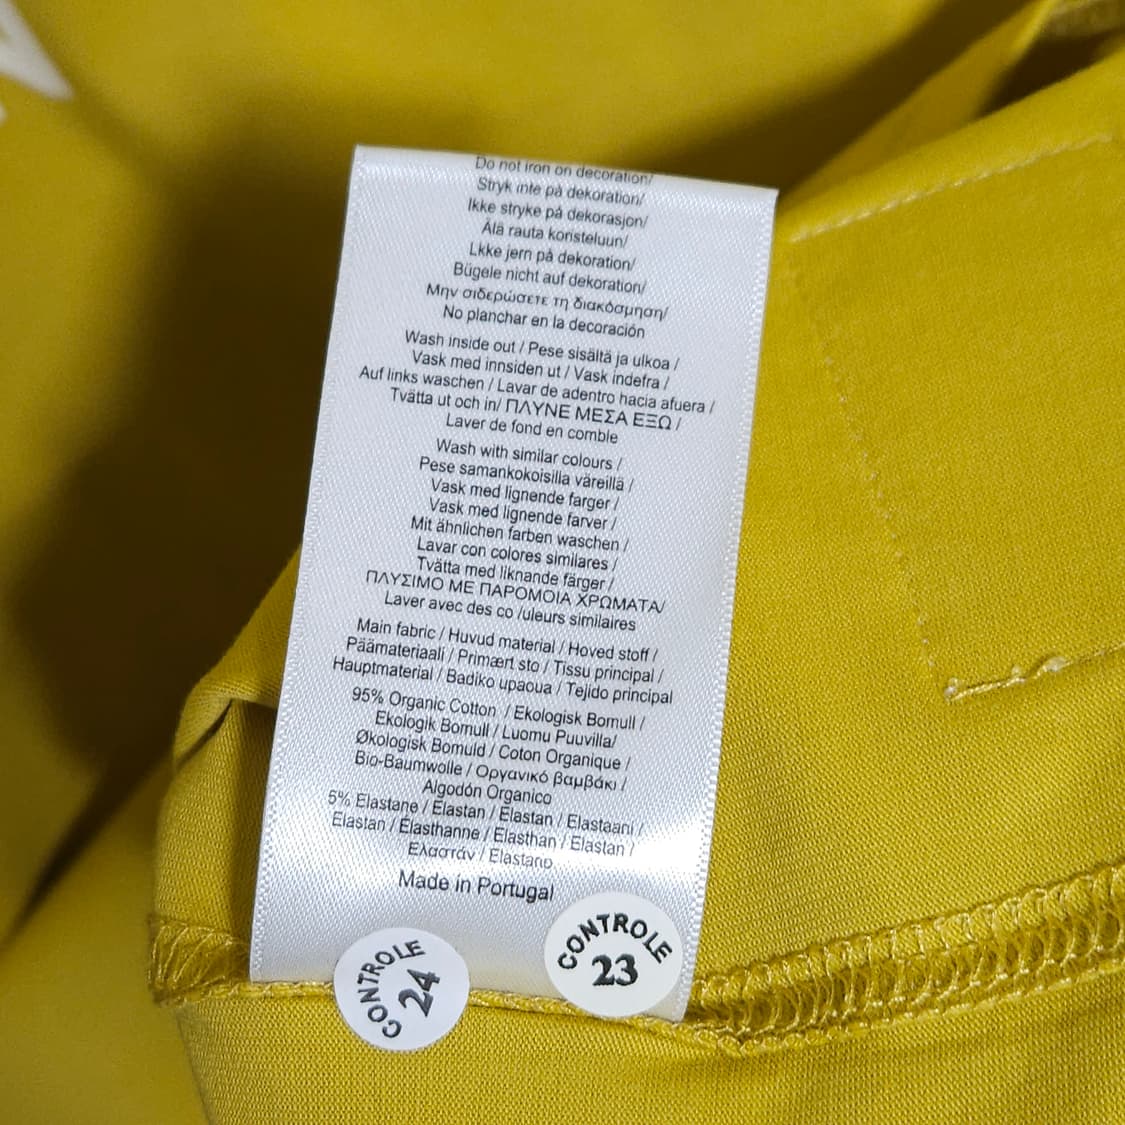 Do not iron on decoration/
Stryk inte på dekoration/
Ikke stryke på dekorasjon/
Älä rauta koristeluun/
Lkke jern på dekoration/
Bügele nicht auf dekoration/
Μην σιδερώσετε τη διακόσμηση/
No planchar en la decoración
Wash inside out / Pese sisältä ja ulkoa /
Vask med innsiden ut / Vask indefra /
Auf links waschen / Lavar de adentro hacia afuera /
Tvätta ut och in/ ΠΛΥΝΕ ΜΕΣΑ ΕΞΩ /
Laver de fond en comble
Wash with similar colours /
Pese samankokoisilla väreillä /
Vask med lignende farger /
Vask med lignende farver /
Mit ähnlichen farben waschen /
Lavar con colores similares /
Tvätta med liknande färger /
ΠΛΥΣΙΜΟ ΜΕ ΠΑΡΟΜΟΙΑ ΧΡΩΜΑΤΑ/
Laver avec des co /uleurs similaires
Main fabric / Huvud material / Hoved stoff /
Päämateriaali / Primært sto / Tissu principal /
Hauptmaterial / Badiko upaoua / Tejido principal
95% Organic Cotton / Ekologisk Bomull /
Ekologik Bomull / Luomu Puuvilla/
Økologisk Bomuld / Coton Organique /
Bio-Baumwolle / Οργανικό βαμβάκι /
Algodón Organico
5% Elastane / Elastan / Elastan / Elastaani /
Elastan / Élasthanne / Elasthan / Elastan /
Ελαστάν / Elastano
Made in Portugal
CONTROLE
24
CONTROLE
23